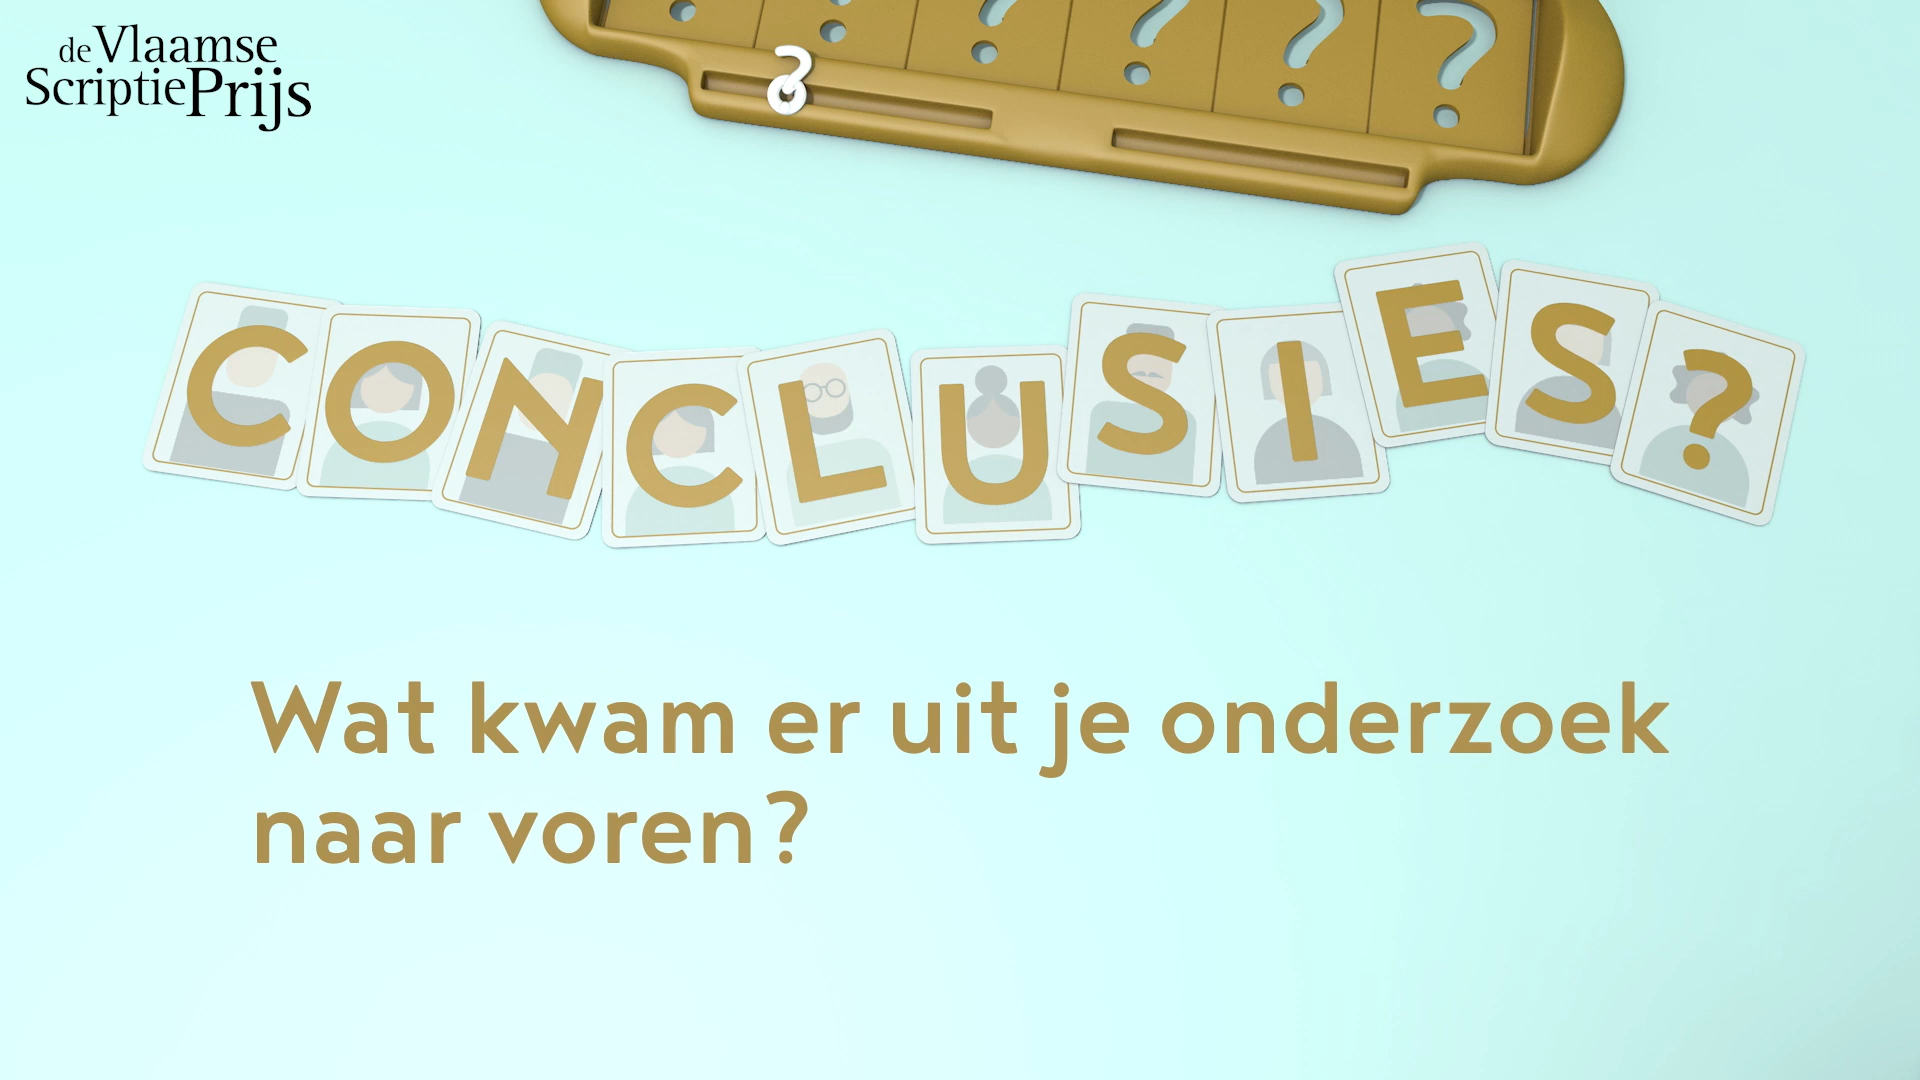 de Vlaamse
ScriptiePrijs
? ? ? ? ? ?
?
CONCLUSIES?
Wat kwam er uit je onderzoek
naar voren?